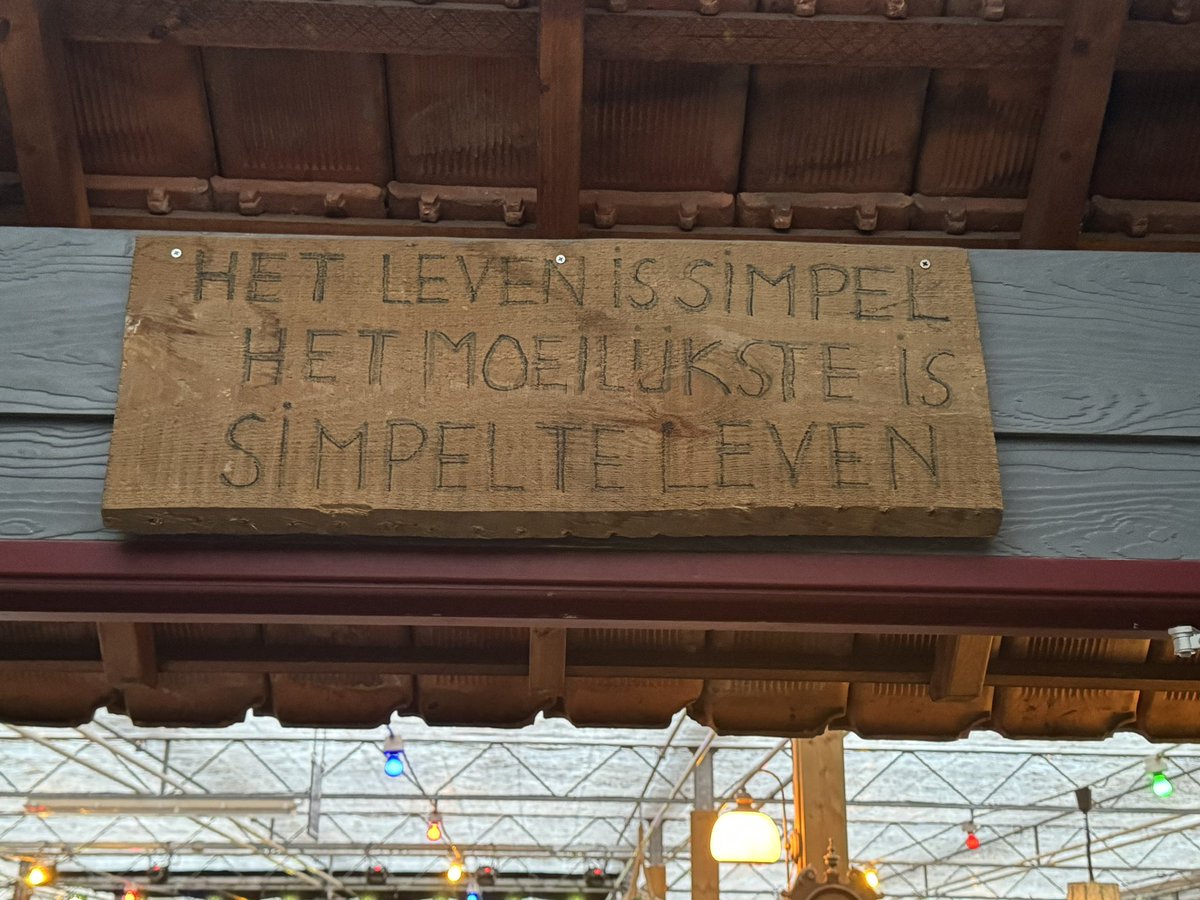 HET LEVEN iS SiMPEL
HET MOEILIJKSTE iS
SiMPEL TE LEVEN